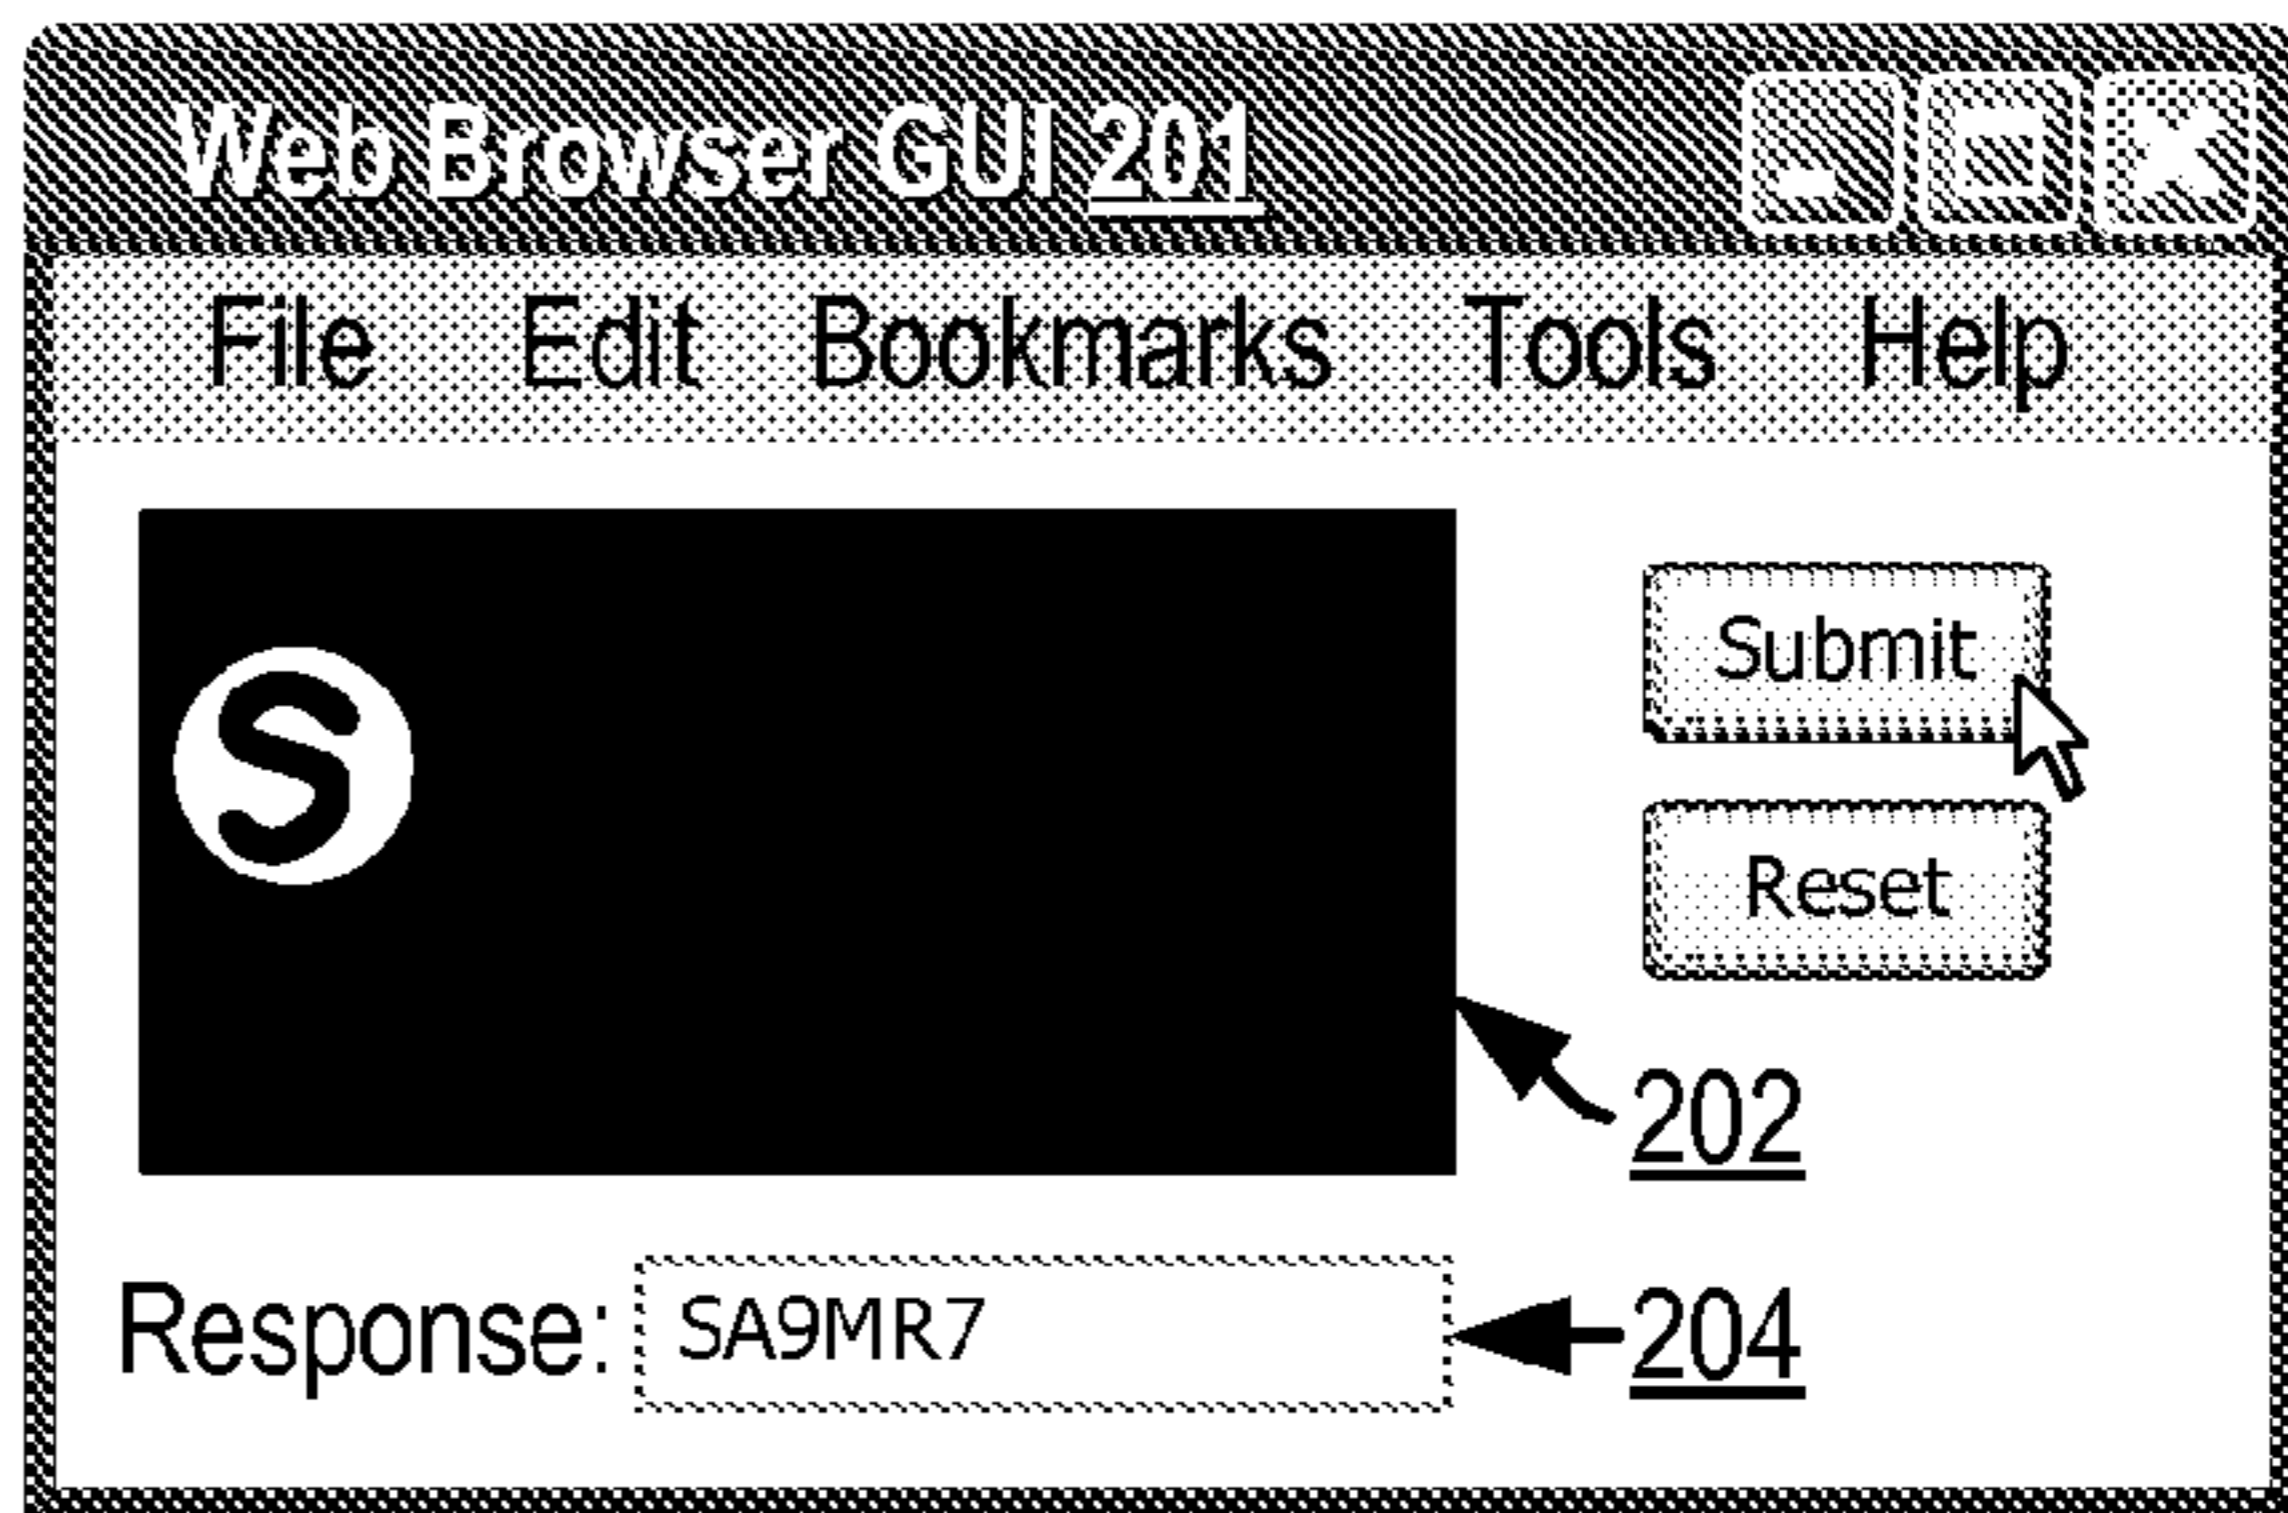 Web Browser GUI 201
File Edit Bookmarks Tools Help
S
Submit
Reset
202
Response: SA9MR7
204